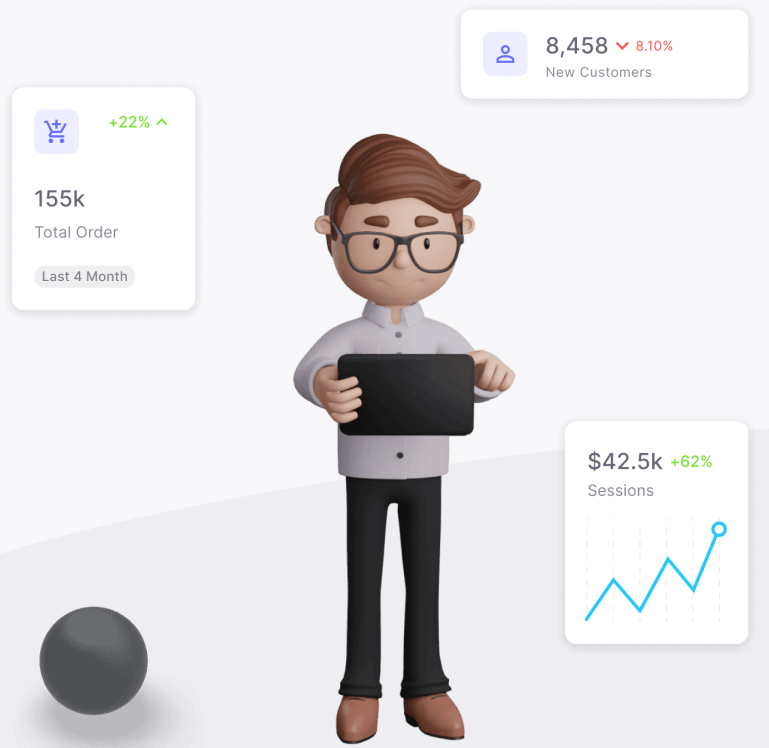 8,458 8.10%
New Customers
+22%
155k
Total Order
Last 4 Month
$42.5k +62%
Sessions